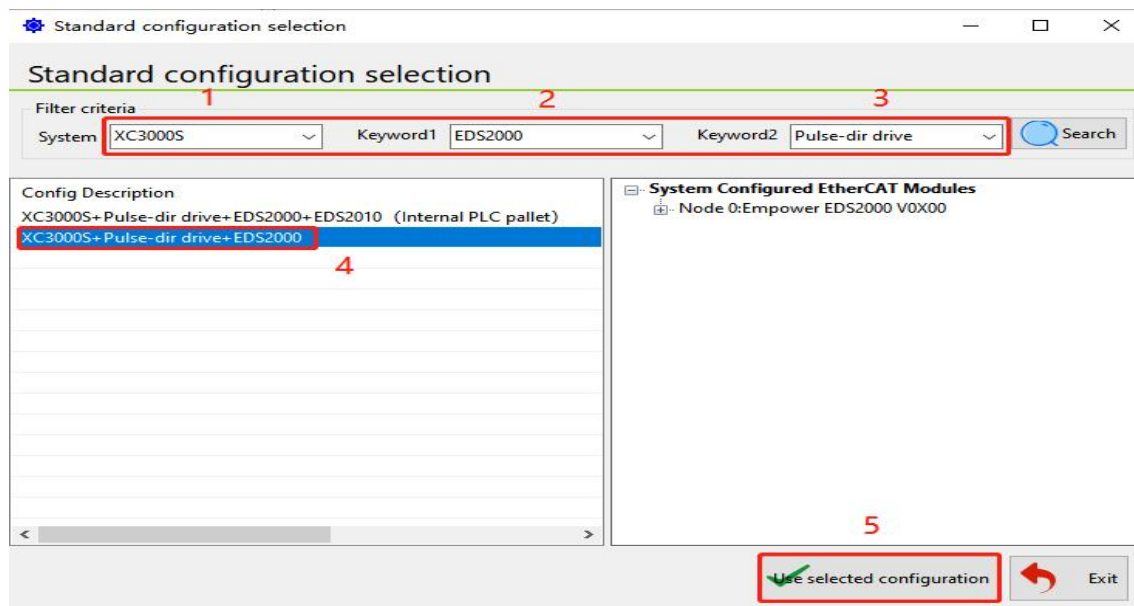 Standard configuration selection
Standard configuration selection
1 2 3
Filter criteria
System XC3000S Keyword1 EDS2000 Keyword2 Pulse-dir drive Search
Config Description
XC3000S+Pulse-dir drive+EDS2000+EDS2010 (Internal PLC pallet)
XC3000S+Pulse-dir drive+EDS2000
4
System Configured EtherCAT Modules
Node 0:Empower EDS2000 V0X00
5
Use selected configuration Exit